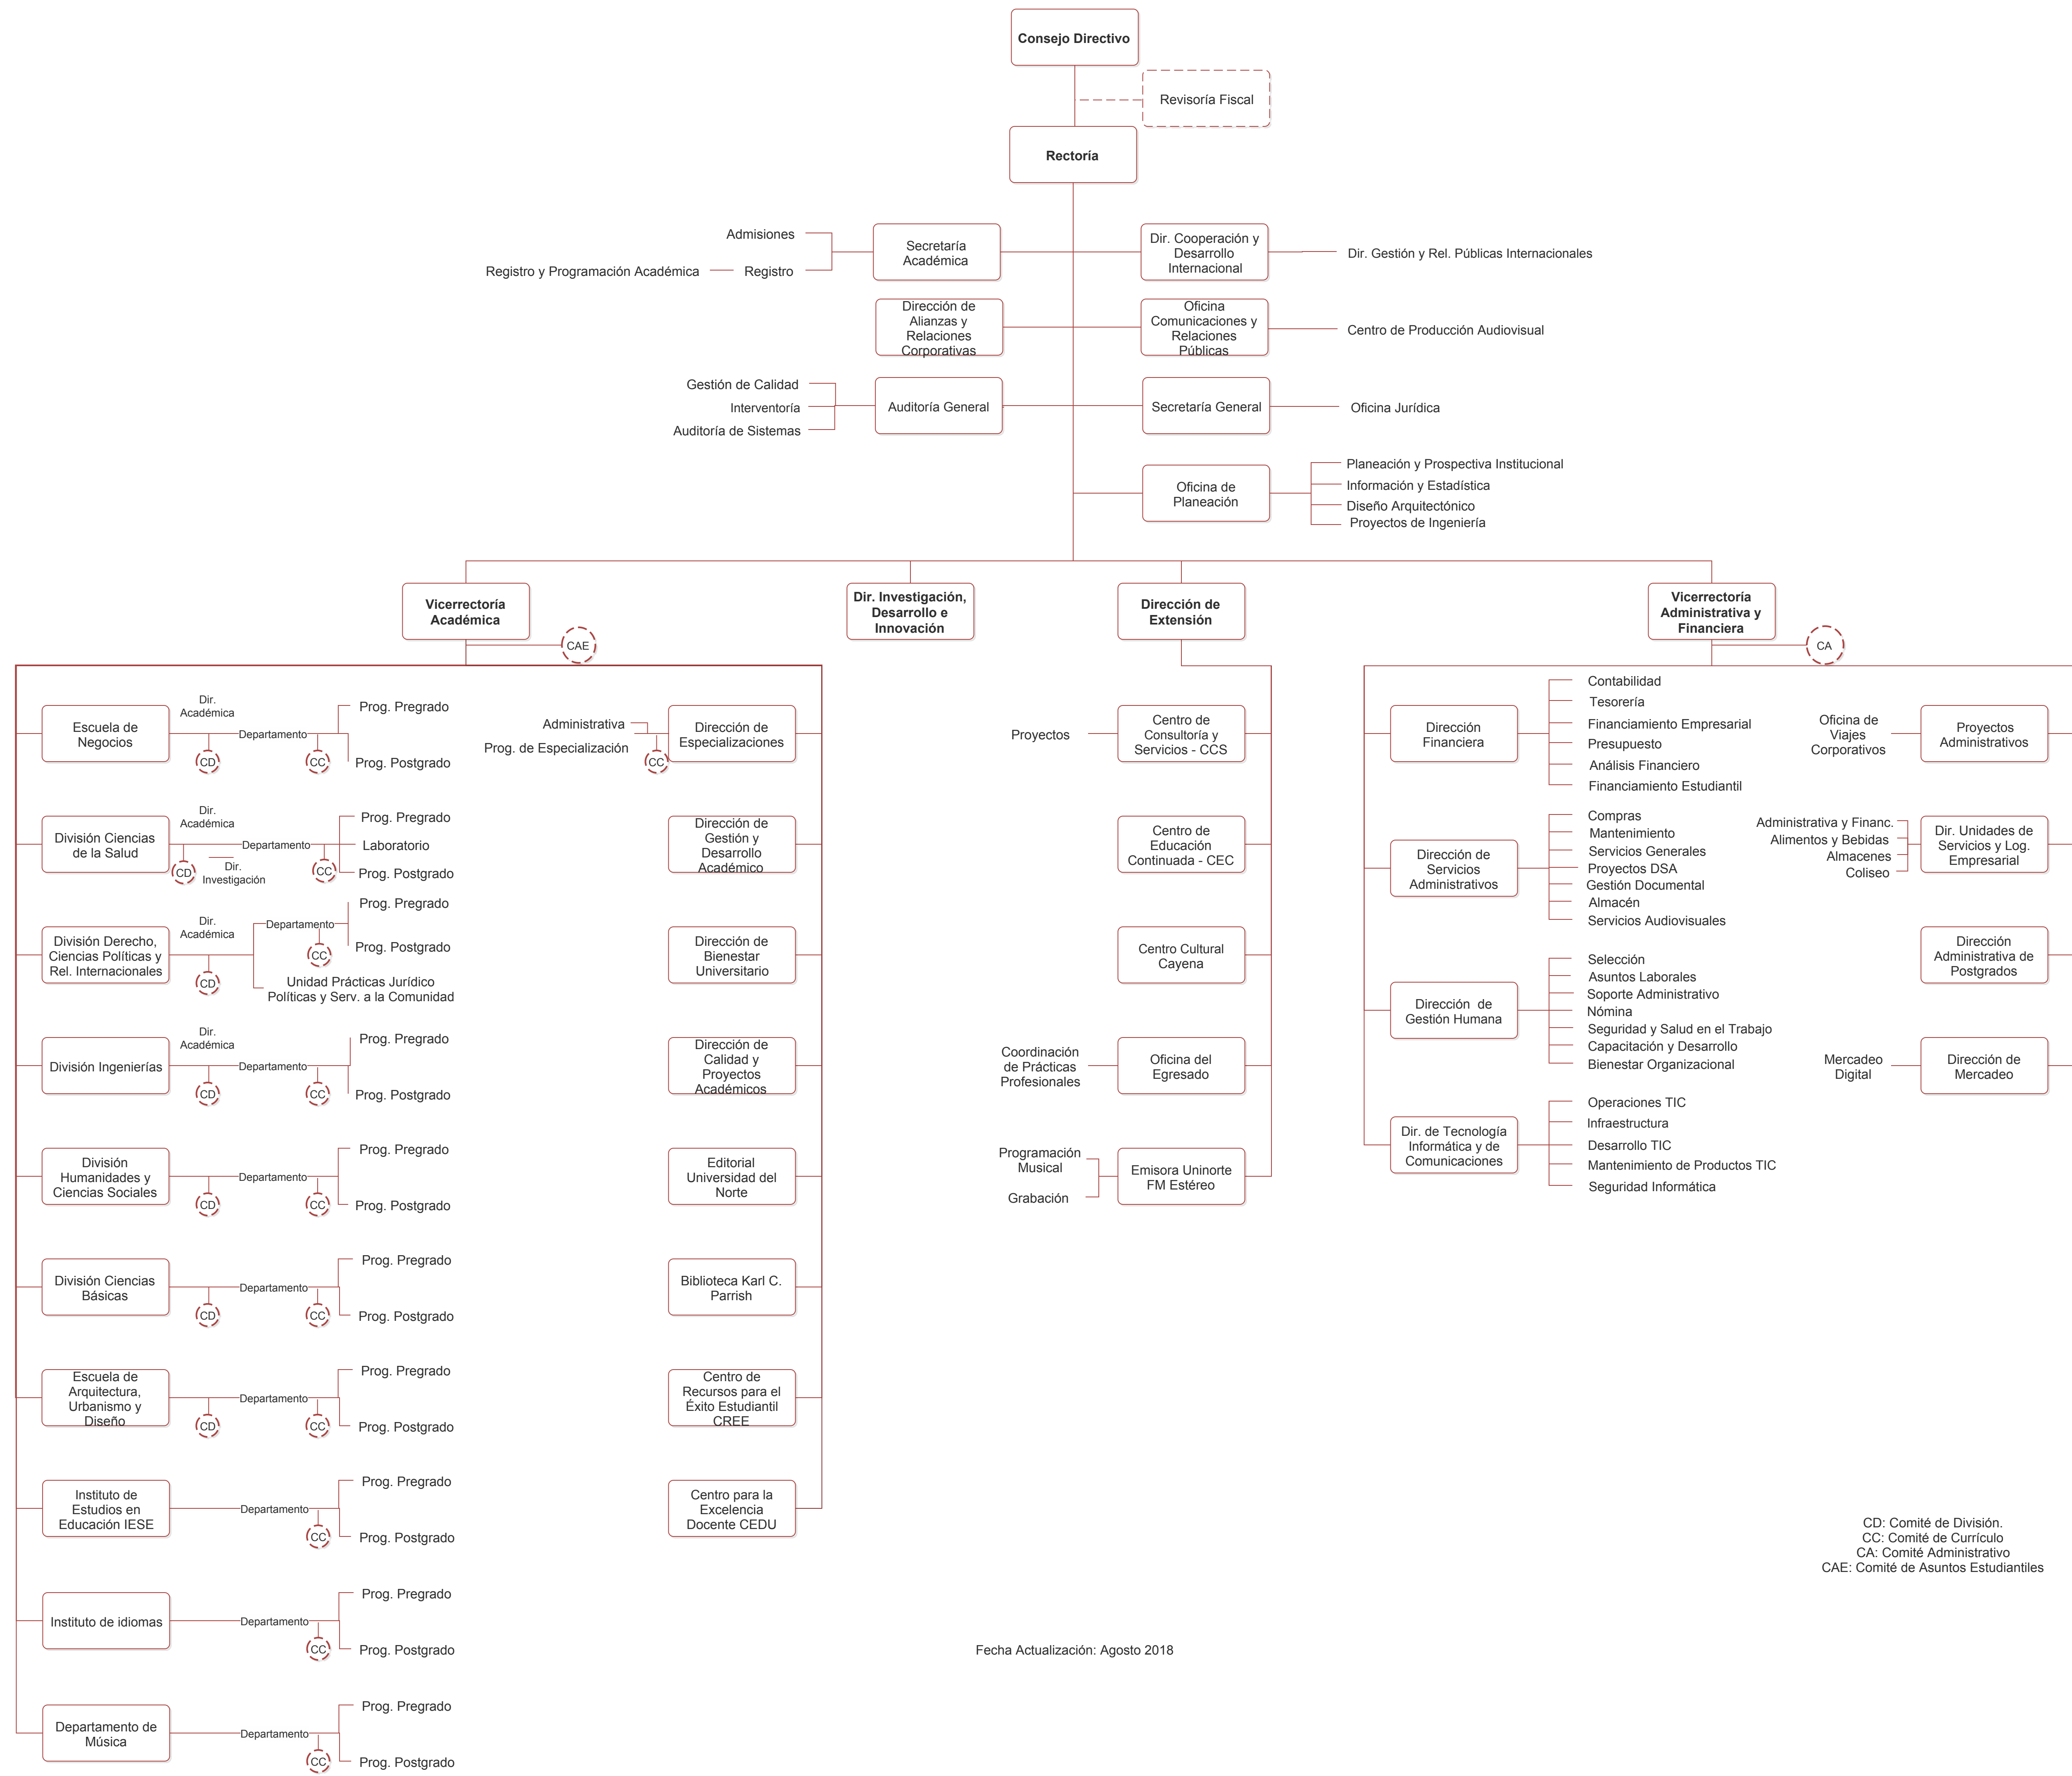 Consejo Directivo
Revisoría Fiscal
Rectoría
Admisiones
Registro y Programación Académica
Registro
Secretaría
Académica
Dir. Cooperación y
Desarrollo
Internacional
Dir. Gestión y Rel. Públicas Internacionales
Dirección de
Alianzas y
Relaciones
Corporativas
Oficina
Comunicaciones y
Relaciones
Públicas
Centro de Producción Audiovisual
Gestión de Calidad
Interventoría
Auditoría de Sistemas
Auditoría General
Secretaría General
Oficina Jurídica
Oficina de
Planeación
Planeación y Prospectiva Institucional
Información y Estadística
Diseño Arquitectónico
Proyectos de Ingeniería
Vicerrectoría
Académica
CAE
Dir. Investigación,
Desarrollo e
Innovación
Dirección de
Extensión
Vicerrectoría
Administrativa y
Financiera
CA
Escuela de
Negocios
Dir.
Académica
CD
Departamento
CC
Prog. Pregrado
Prog. Postgrado
División Ciencias
de la Salud
Dir.
Académica
CD
Dir.
Investigación
Departamento
CC
Prog. Pregrado
Laboratorio
Prog. Postgrado
División Derecho,
Ciencias Políticas y
Rel. Internacionales
Dir.
Académica
CD
Departamento
CC
Prog. Pregrado
Prog. Postgrado
Unidad Prácticas Jurídico
Políticas y Serv. a la Comunidad
División Ingenierías
Dir.
Académica
CD
Departamento
CC
Prog. Pregrado
Prog. Postgrado
División
Humanidades y
Ciencias Sociales
CD
Departamento
CC
Prog. Pregrado
Prog. Postgrado
División Ciencias
Básicas
CD
Departamento
CC
Prog. Pregrado
Prog. Postgrado
Escuela de
Arquitectura,
Urbanismo y
Diseño
CD
Departamento
CC
Prog. Pregrado
Prog. Postgrado
Instituto de
Estudios en
Educación IESE
Departamento
CC
Prog. Pregrado
Prog. Postgrado
Instituto de idiomas
Departamento
CC
Prog. Pregrado
Prog. Postgrado
Departamento de
Música
Departamento
CC
Prog. Pregrado
Prog. Postgrado
Administrativa
Prog. de Especialización
CC
Dirección de
Especializaciones
Dirección de
Gestión y
Desarrollo
Académico
Dirección de
Bienestar
Universitario
Dirección de
Calidad y
Proyectos
Académicos
Editorial
Universidad del
Norte
Biblioteca Karl C.
Parrish
Centro de
Recursos para el
Éxito Estudiantil
CREE
Centro para la
Excelencia
Docente CEDU
Proyectos
Centro de
Consultoría y
Servicios - CCS
Centro de
Educación
Continuada - CEC
Centro Cultural
Cayena
Coordinación
de Prácticas
Profesionales
Oficina del
Egresado
Programación
Musical
Grabación
Emisora Uninorte
FM Estéreo
Dirección
Financiera
Contabilidad
Tesorería
Financiamiento Empresarial
Presupuesto
Análisis Financiero
Financiamiento Estudiantil
Dirección de
Servicios
Administrativos
Compras
Mantenimiento
Servicios Generales
Proyectos DSA
Gestión Documental
Almacén
Servicios Audiovisuales
Dirección  de
Gestión Humana
Selección
Asuntos Laborales
Soporte Administrativo
Nómina
Seguridad y Salud en el Trabajo
Capacitación y Desarrollo
Bienestar Organizacional
Dir. de Tecnología
Informática y de
Comunicaciones
Operaciones TIC
Infraestructura
Desarrollo TIC
Mantenimiento de Productos TIC
Seguridad Informática
Oficina de
Viajes
Corporativos
Proyectos
Administrativos
Administrativa y Financ.
Alimentos y Bebidas
Almacenes
Coliseo
Dir. Unidades de
Servicios y Log.
Empresarial
Dirección
Administrativa de
Postgrados
Mercadeo
Digital
Dirección de
Mercadeo
CD: Comité de División.
CC: Comité de Currículo
CA: Comité Administrativo
CAE: Comité de Asuntos Estudiantiles
Fecha Actualización: Agosto 2018